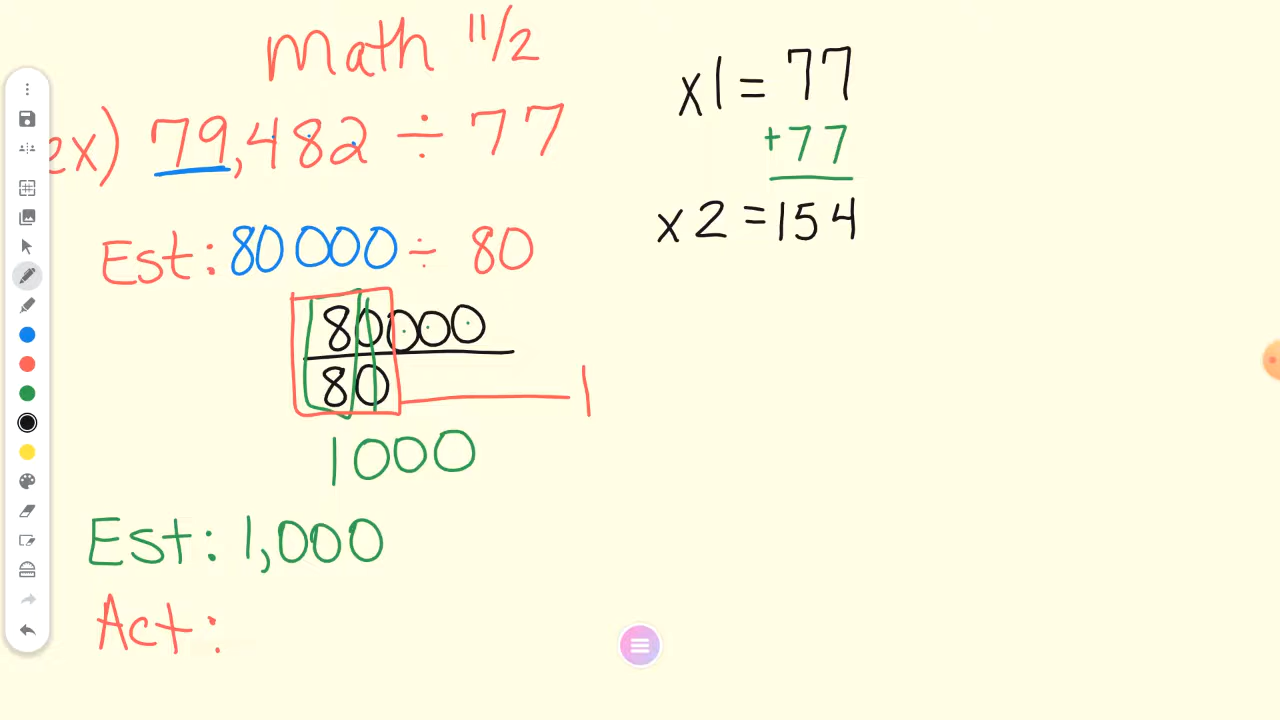 Math 11/2
ex) 79,482 ÷ 77
Est: 80000 ÷ 80
80000
80
1
1000
Est: 1,000
Act:
x1 = 77
+77
x2 = 154